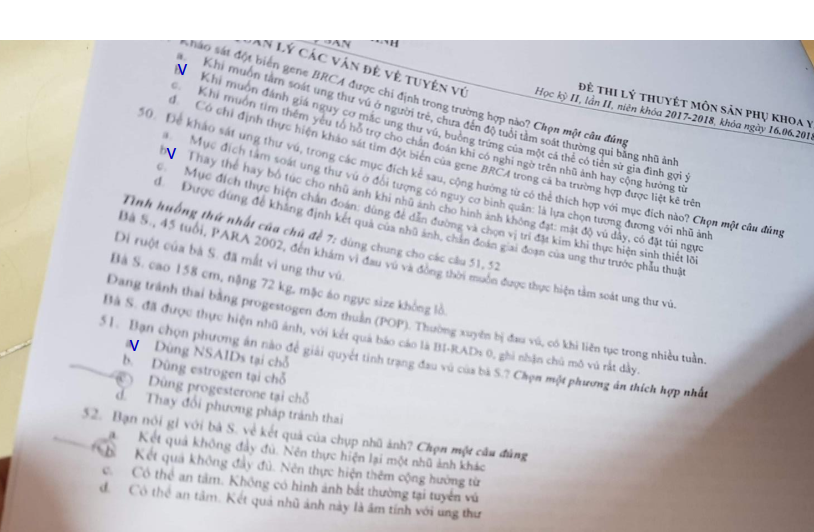 ĐỀ THI LÝ THUYẾT MÔN SẢN PHỤ KHOA Y
Học kỳ II, lần II, niên khóa 2017-2018, khóa ngày 16.06.2018
LÝ CÁC VẤN ĐỀ VỀ TUYẾN VÚ
Khảo sát đột biến gene BRCA được chỉ định trong trường hợp nào? Chọn một câu đúng
a. Khi muốn tầm soát ung thư vú ở người trẻ, chưa đến độ tuổi tầm soát thường qui bằng nhũ ảnh
V Khi muốn đánh giá nguy cơ mắc ung thư vú, buồng trứng của một cá thể có tiền sử gia đình gợi ý
c. Khi muốn tìm thêm yếu tố hỗ trợ cho chẩn đoán khi có nghi ngờ trên nhũ ảnh hay cộng hưởng từ
d. Có chỉ định thực hiện khảo sát tìm đột biến của gene BRCA trong cả ba trường hợp được liệt kê trên
50. Để khảo sát ung thư vú, trong các mục đích kể sau, cộng hưởng từ có thể thích hợp với mục đích nào? Chọn một câu đúng
a. Mục đích tầm soát ung thư vú ở đối tượng có nguy cơ bình quân: là lựa chọn tương đương với nhũ ảnh
V Thay thế hay bổ túc cho nhũ ảnh khi nhũ ảnh cho hình ảnh không đạt: mật độ vú dầy, có đặt túi ngực
c. Mục đích thực hiện chẩn đoán: dùng để dẫn đường và chọn vị trí đặt kim khi thực hiện sinh thiết lõi
d. Được dùng để khẳng định kết quả của nhũ ảnh, chẩn đoán giai đoạn của ung thư trước phẫu thuật
Tình huống thứ nhất của chủ đề 7: dùng chung cho các câu 51, 52
Bà S., 45 tuổi, PARA 2002, đến khám vì đau vú và đồng thời muốn được thực hiện tầm soát ung thư vú.
Dì ruột của bà S. đã mất vì ung thư vú.
Bà S. cao 158 cm, nặng 72 kg, mặc áo ngực size khổng lồ.
Đang tránh thai bằng progestogen đơn thuần (POP). Thường xuyên bị đau vú, có khi liên tục trong nhiều tuần.
Bà S. đã được thực hiện nhũ ảnh, với kết quả báo cáo là BI-RADs 0, ghi nhận chủ mô vú rất dầy.
51. Bạn chọn phương án nào để giải quyết tình trạng đau vú của bà S.? Chọn một phương án thích hợp nhất
V Dùng NSAIDs tại chỗ
b. Dùng estrogen tại chỗ
c. Dùng progesterone tại chỗ
d. Thay đổi phương pháp tránh thai
52. Bạn nói gì với bà S. về kết quả của chụp nhũ ảnh? Chọn một câu đúng
a. Kết quả không đầy đủ. Nên thực hiện lại một nhũ ảnh khác
b. Kết quả không đầy đủ. Nên thực hiện thêm cộng hưởng từ
c. Có thể an tâm. Không có hình ảnh bất thường tại tuyến vú
d. Có thể an tâm. Kết quả nhũ ảnh này là âm tính với ung thư